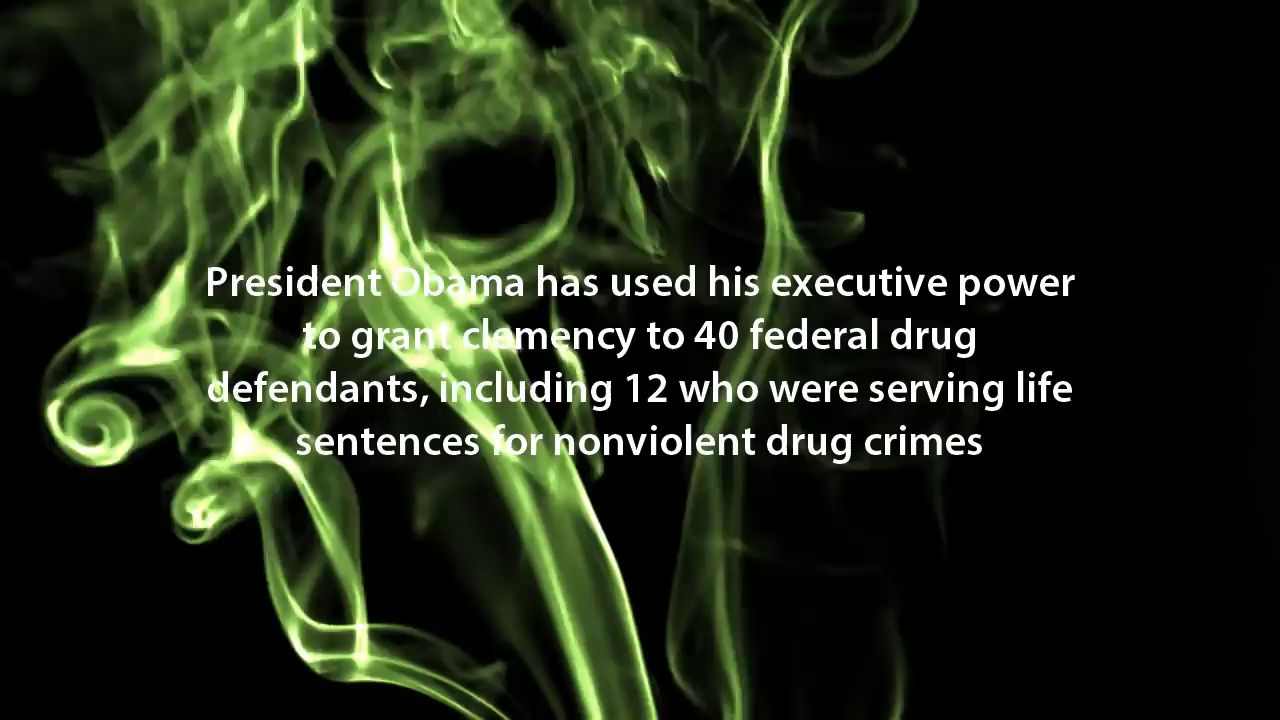 President Obama has used his executive power
to grant clemency to 40 federal drug
defendants, including 12 who were serving life
sentences for nonviolent drug crimes